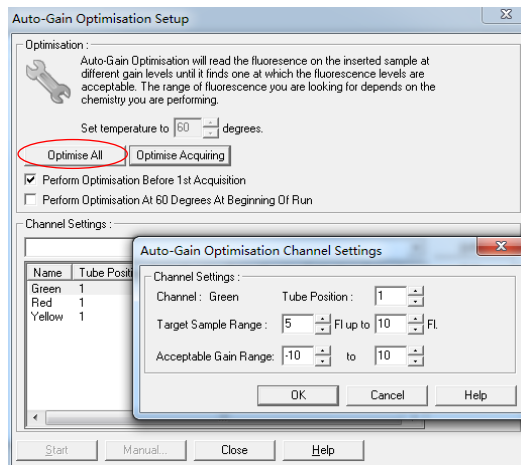 Auto-Gain Optimisation Setup
Optimisation :
Auto-Gain Optimisation will read the fluoresence on the inserted sample at
different gain levels until it finds one at which the fluorescence levels are
acceptable. The range of fluorescence you are looking for depends on the
chemistry you are performing.
Set temperature to 60 degrees.
Optimise All Optimise Acquiring
Perform Optimisation Before 1st Acquisition
Perform Optimisation At 60 Degrees At Beginning Of Run
Channel Settings :
Name Tube Positi
Green 1
Red 1
Yellow 1
Auto-Gain Optimisation Channel Settings
Channel Settings :
Channel : Green Tube Position : 1
Target Sample Range : 5 Fl up to 10 Fl.
Acceptable Gain Range: -10 to 10
OK Cancel Help
Start Manual... Close Help